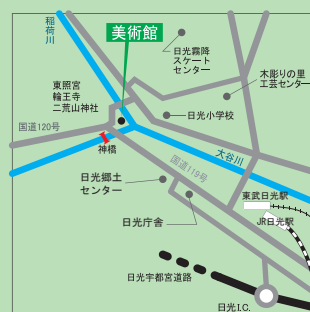 稲荷川
美術館
日光霧降
スケート
センター
木彫りの里
工芸センター
東照宮
輪王寺
二荒山神社
日光小学校
国道120号
神橋
大谷川
国道119号
日光郷土
センター
東武日光駅
日光庁舎
JR日光駅
日光宇都宮道路
日光I.C.